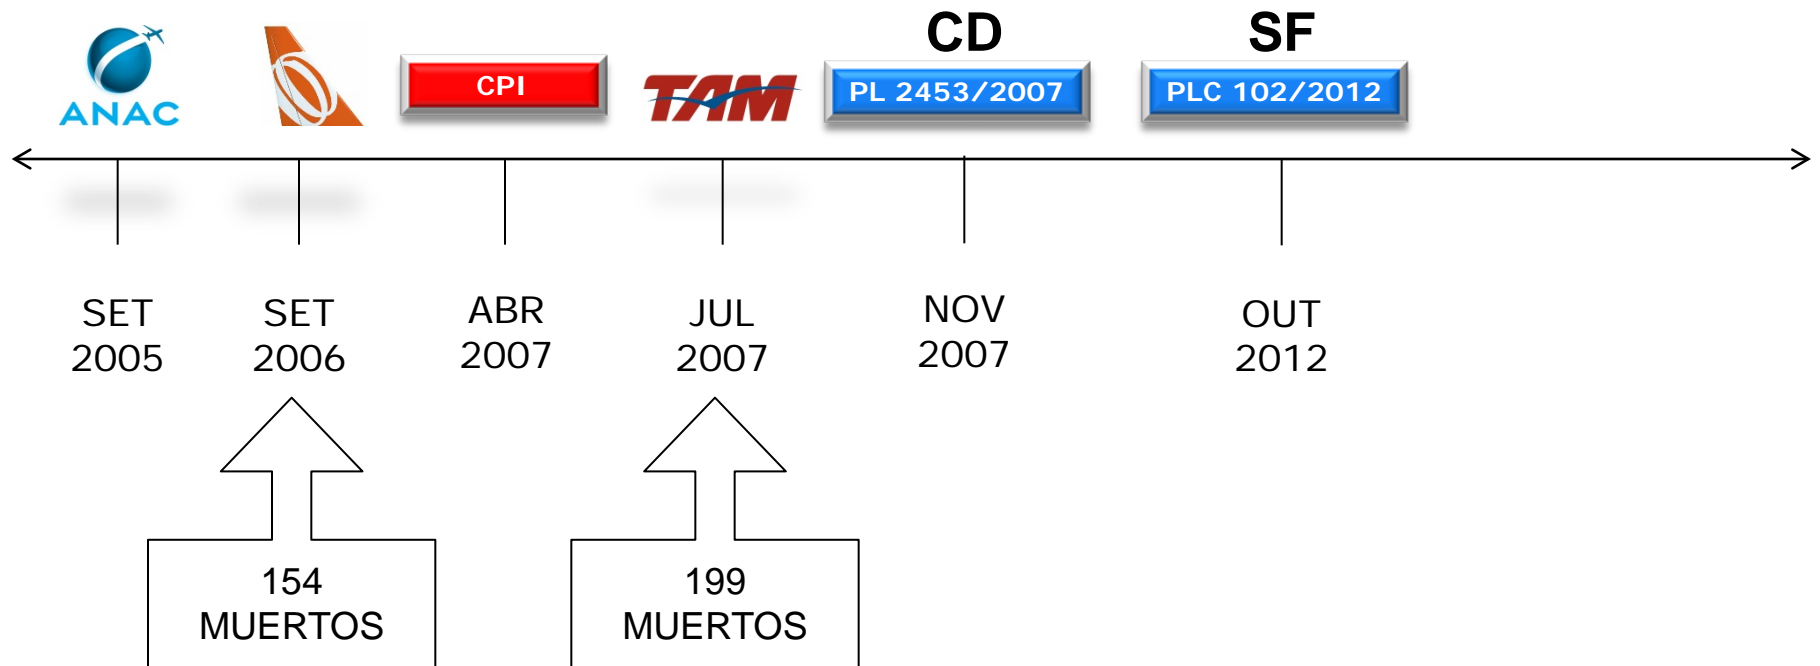 CD
SF
ANAC
CPI
TAM
PL 2453/2007
PLC 102/2012
SET
2005
SET
2006
ABR
2007
JUL
2007
NOV
2007
OUT
2012
154
MUERTOS
199
MUERTOS